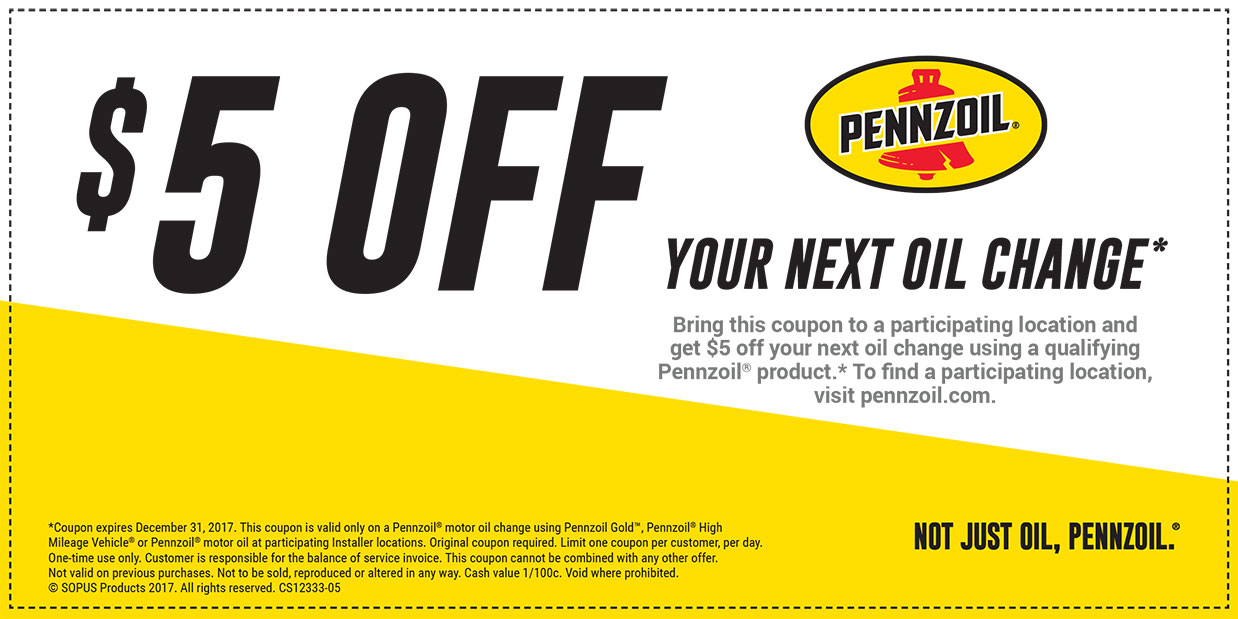 $5 OFF
PENNZOIL®
YOUR NEXT OIL CHANGE*
Bring this coupon to a participating location and
get $5 off your next oil change using a qualifying
Pennzoil® product.* To find a participating location,
visit pennzoil.com.
*Coupon expires December 31, 2017. This coupon is valid only on a Pennzoil® motor oil change using Pennzoil Gold™, Pennzoil® High
Mileage Vehicle® or Pennzoil® motor oil at participating Installer locations. Original coupon required. Limit one coupon per customer, per day.
One-time use only. Customer is responsible for the balance of service invoice. This coupon cannot be combined with any other offer.
Not valid on previous purchases. Not to be sold, reproduced or altered in any way. Cash value 1/100c. Void where prohibited.
© SOPUS Products 2017. All rights reserved. CS12333-05
NOT JUST OIL, PENNZOIL.®